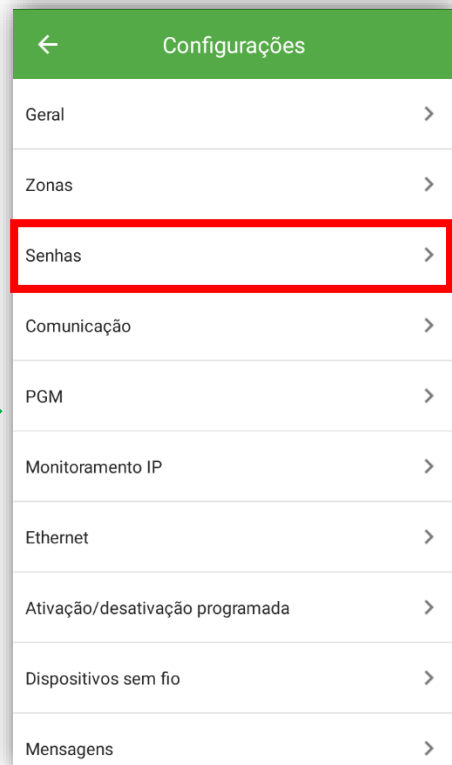 Configurações
Geral
Zonas
Senhas
Comunicação
PGM
Monitoramento IP
Ethernet
Ativação/desativação programada
Dispositivos sem fio
Mensagens